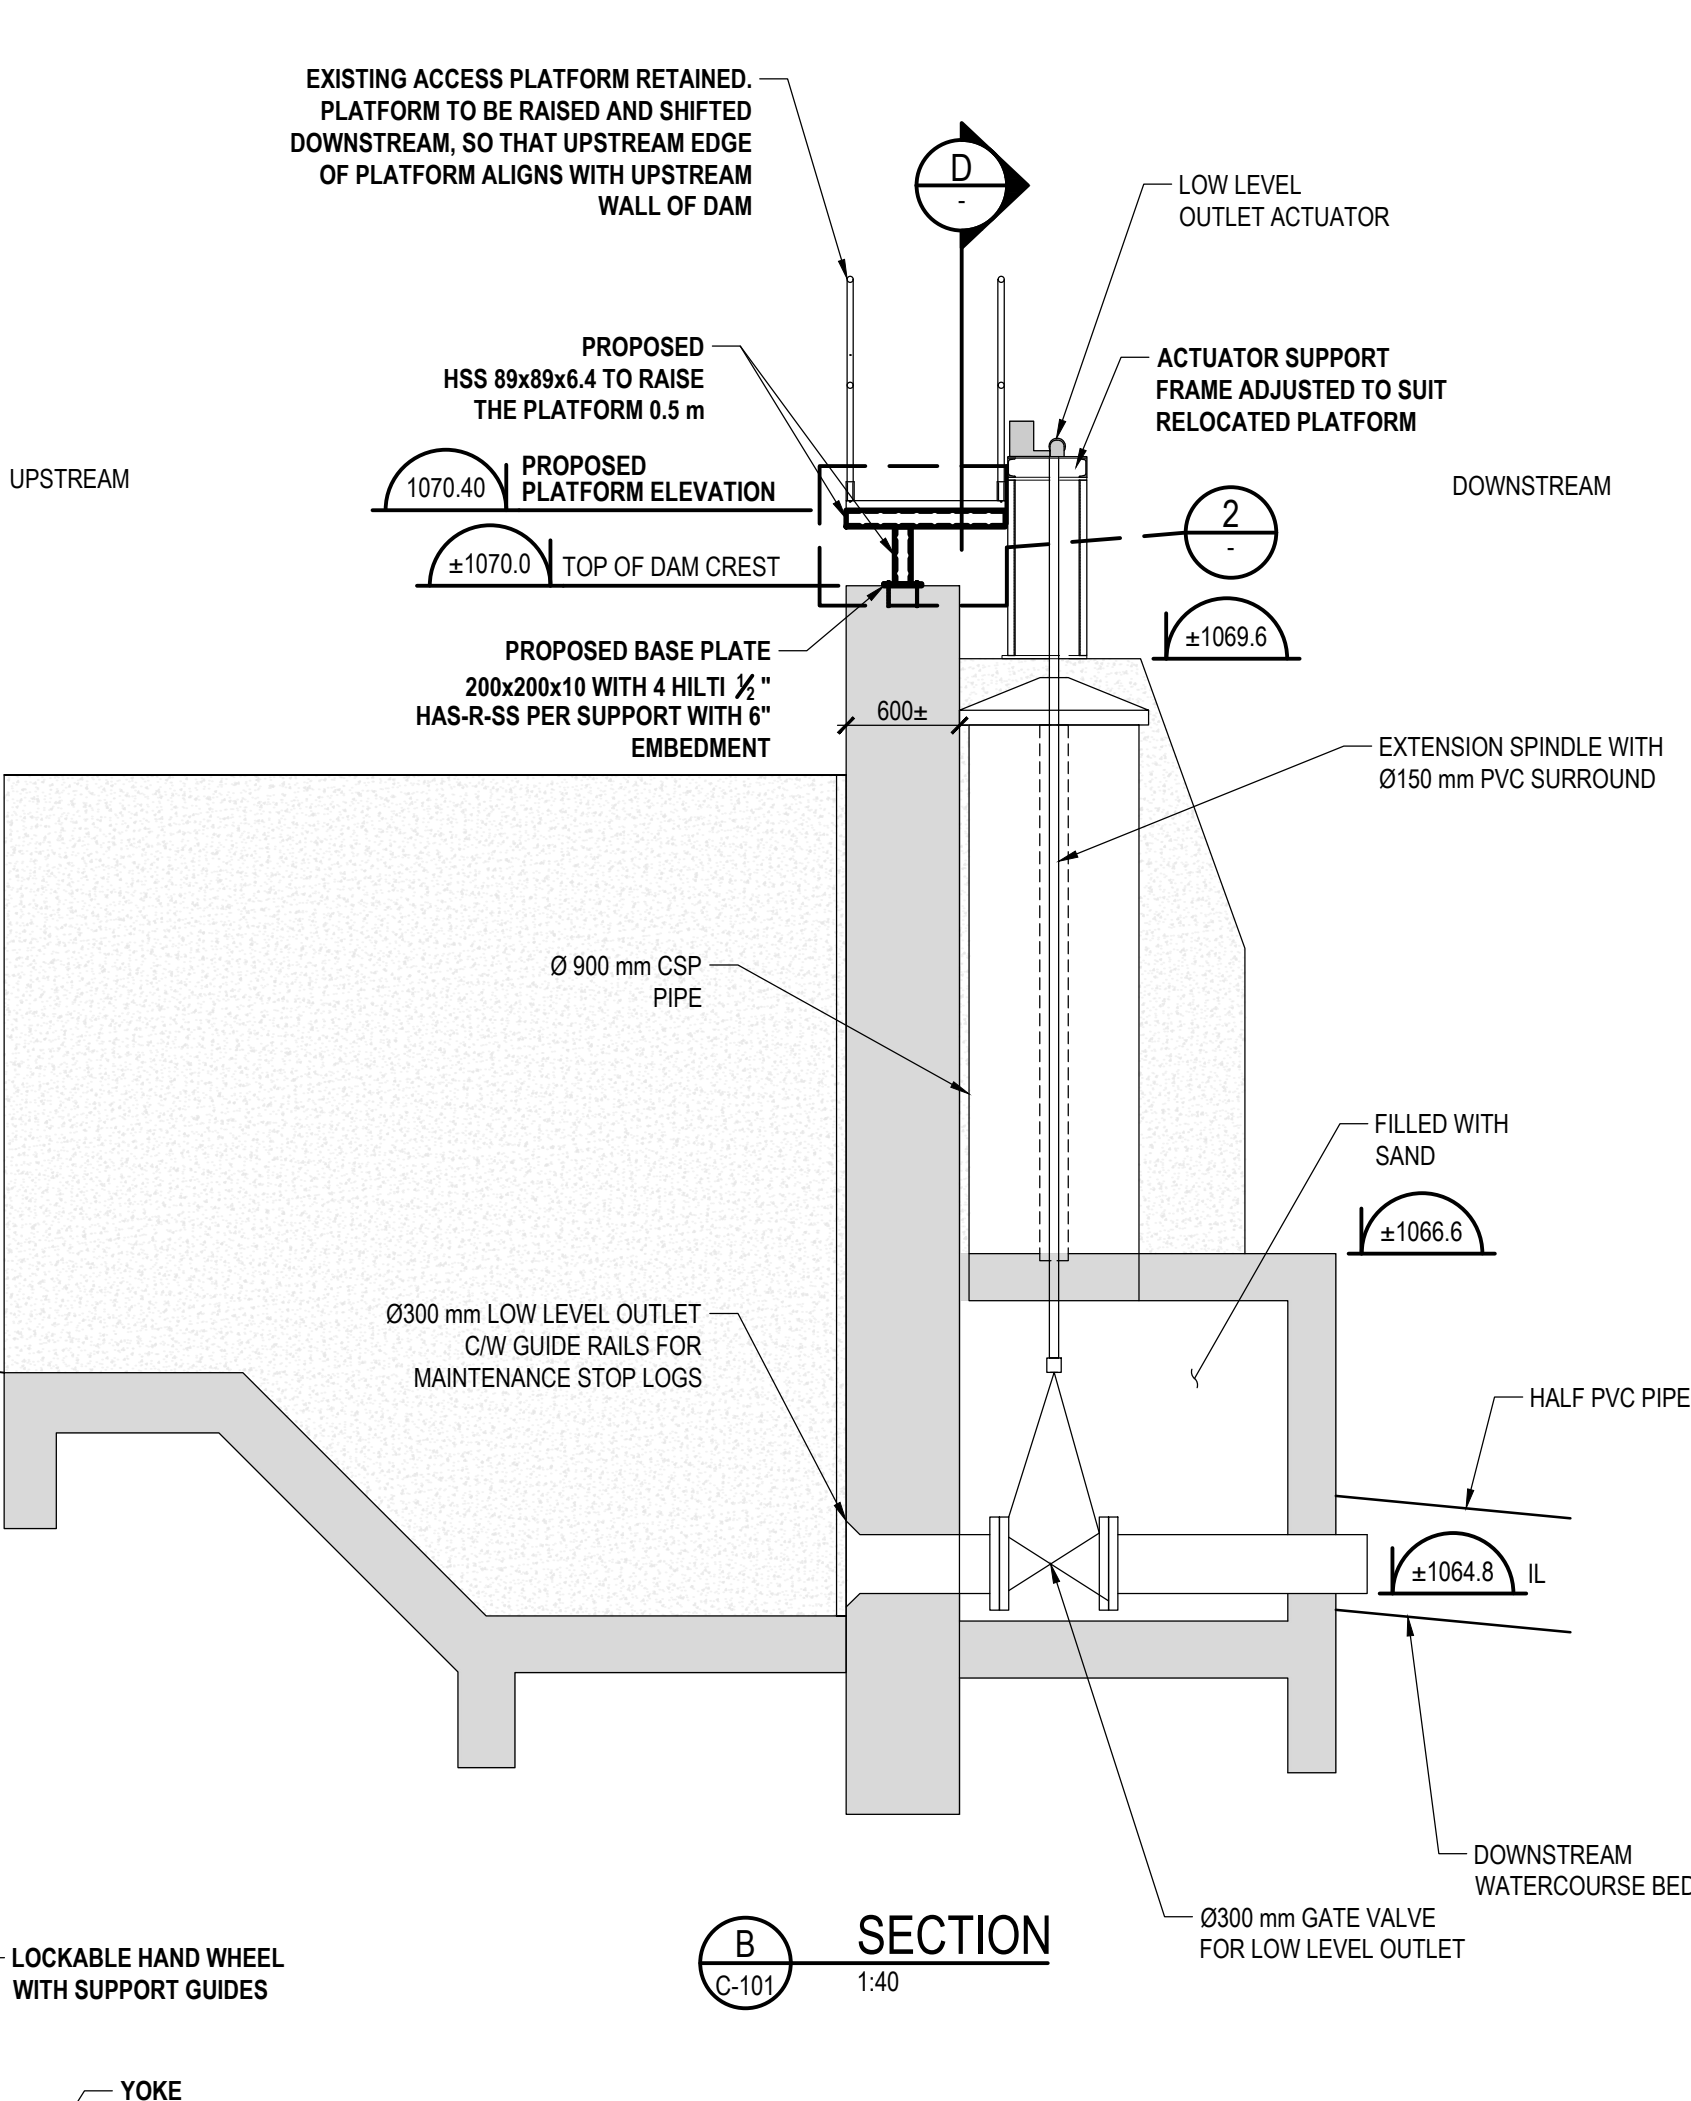 EXISTING ACCESS PLATFORM RETAINED.
PLATFORM TO BE RAISED AND SHIFTED
DOWNSTREAM, SO THAT UPSTREAM EDGE
OF PLATFORM ALIGNS WITH UPSTREAM
WALL OF DAM
D
-
LOW LEVEL
OUTLET ACTUATOR
PROPOSED
HSS 89x89x6.4 TO RAISE
THE PLATFORM 0.5 m
ACTUATOR SUPPORT
FRAME ADJUSTED TO SUIT
RELOCATED PLATFORM
UPSTREAM
1070.40
PROPOSED
PLATFORM ELEVATION
DOWNSTREAM
2
-
±1070.0
TOP OF DAM CREST
±1069.6
PROPOSED BASE PLATE
200x200x10 WITH 4 HILTI ½ "
HAS-R-SS PER SUPPORT WITH 6"
EMBEDMENT
600±
EXTENSION SPINDLE WITH
Ø150 mm PVC SURROUND
Ø 900 mm CSP
PIPE
FILLED WITH
SAND
±1066.6
Ø300 mm LOW LEVEL OUTLET
C/W GUIDE RAILS FOR
MAINTENANCE STOP LOGS
HALF PVC PIPE
±1064.8
IL
DOWNSTREAM
WATERCOURSE BED
Ø300 mm GATE VALVE
FOR LOW LEVEL OUTLET
B
C-101
SECTION
1:40
LOCKABLE HAND WHEEL
WITH SUPPORT GUIDES
YOKE